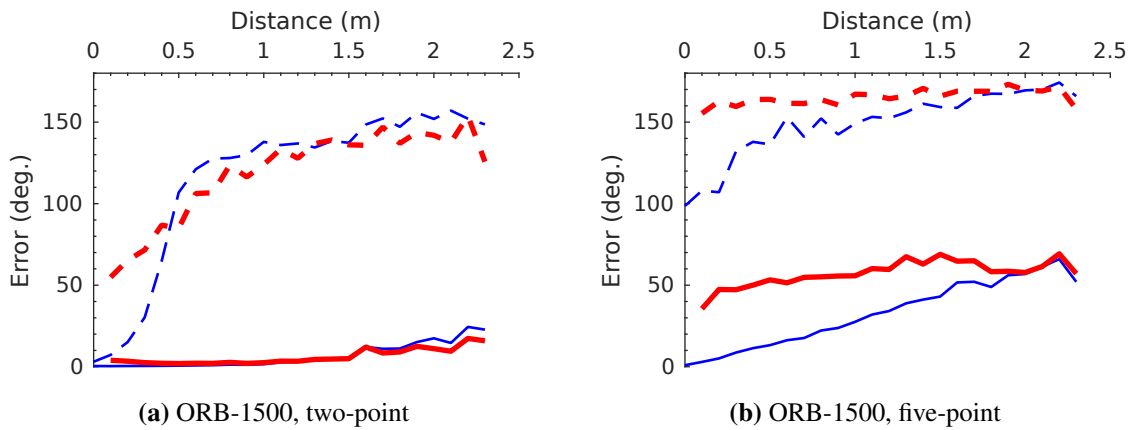 Distance (m)
0 0.5 1 1.5 2 2.5
150
100
50
0
Error (deg.)
(a) ORB-1500, two-point
Distance (m)
0 0.5 1 1.5 2 2.5
150
100
50
0
Error (deg.)
(b) ORB-1500, five-point